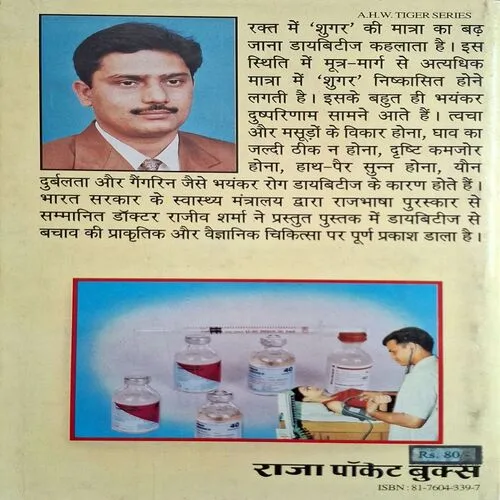 A.H.W. TIGER SERIES
रक्त में 'शुगर' की मात्रा का बढ़
जाना डायबिटीज कहलाता है। इस
स्थिति में मूत्र-मार्ग से अत्यधिक
मात्रा में 'शुगर' निष्कासित होने
लगती है। इसके बहुत ही भयंकर
दुष्परिणाम सामने आते हैं। त्वचा
और मसूड़ों के विकार होना, घाव का
जल्दी ठीक न होना, दृष्टि कमजोर
होना, हाथ-पैर सुन्न होना, यौन
दुर्बलता और गैंगरिन जैसे भयंकर रोग डायबिटीज के कारण होते हैं।
भारत सरकार के स्वास्थ्य मंत्रालय द्वारा राजभाषा पुरस्कार से
सम्मानित डॉक्टर राजीव शर्मा ने प्रस्तुत पुस्तक में डायबिटीज से
बचाव की प्राकृतिक और वैज्ञानिक चिकित्सा पर पूर्ण प्रकाश डाला है।
40
40
Rs. 80/-
राजा पॉकेट बुक्स
ISBN : 81-7604-339-7